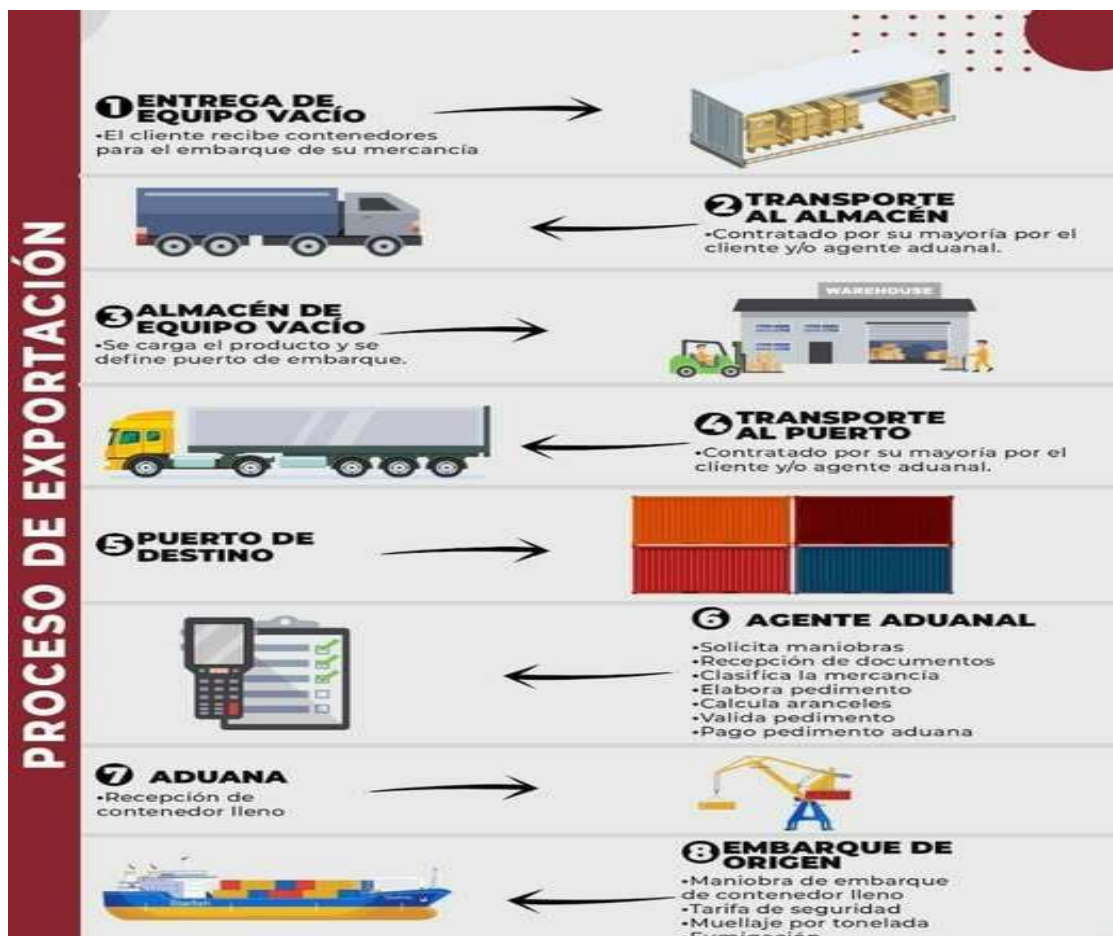 PROCESO DE EXPORTACIÓN
1 ENTREGA DE
EQUIPO VACÍO
•El cliente recibe contenedores
para el embarque de su mercancía
2 TRANSPORTE
AL ALMACÉN
•Contratado por su mayoría por el
cliente y/o agente aduanal.
3 ALMACÉN DE
EQUIPO VACÍO
•Se carga el producto y se
define puerto de embarque.
WAREHOUSE
4 TRANSPORTE
AL PUERTO
•Contratado por su mayoría por el
cliente y/o agente aduanal.
5 PUERTO DE
DESTINO
6 AGENTE ADUANAL
•Solicita maniobras
•Recepción de documentos
•Clasifica la mercancía
•Elabora pedimento
•Calcula aranceles
•Valida pedimento
•Pago pedimento aduana
7 ADUANA
•Recepción de
contenedor lleno
8 EMBARQUE DE
ORIGEN
•Maniobra de embarque
de contenedor lleno
•Tarifa de seguridad
•Muellaje por tonelada
•Fumigación